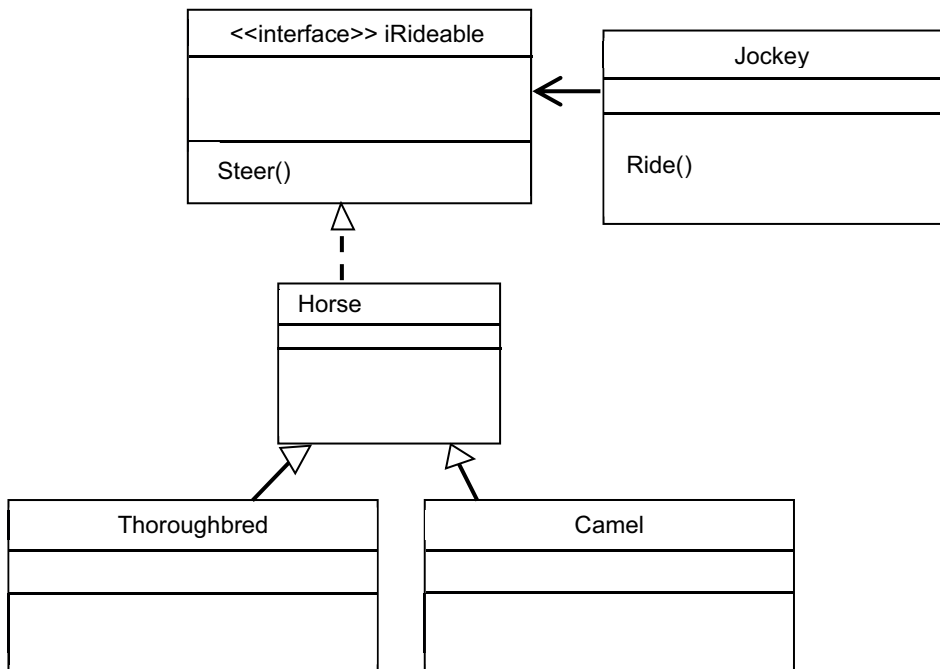 <<interface>> iRideable
Steer()
Jockey
Ride()
Horse
Thoroughbred
Camel